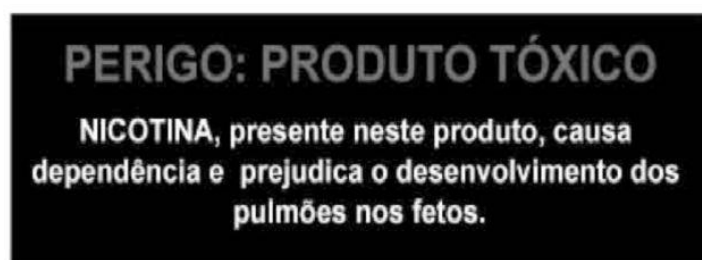 PERIGO: PRODUTO TÓXICO
NICOTINA, presente neste produto, causa
dependência e prejudica o desenvolvimento dos
pulmões nos fetos.